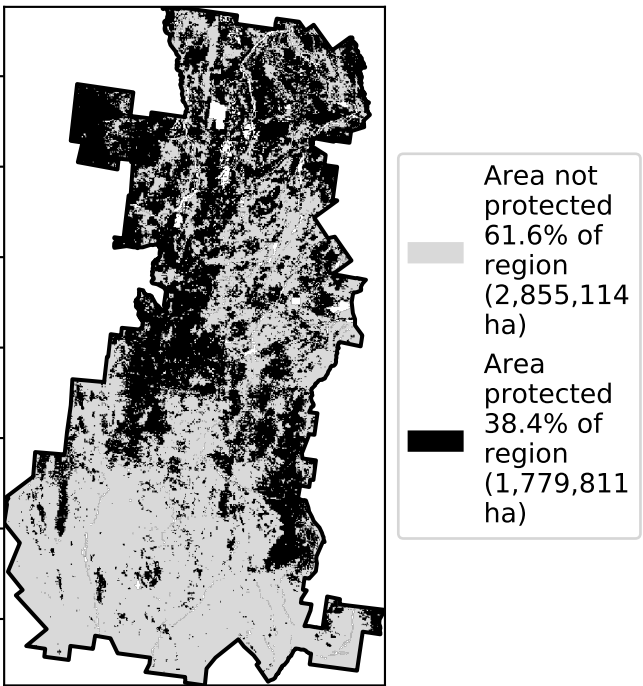 Area not
protected
61.6% of
region
(2,855,114
ha)
Area
protected
38.4% of
region
(1,779,811
ha)